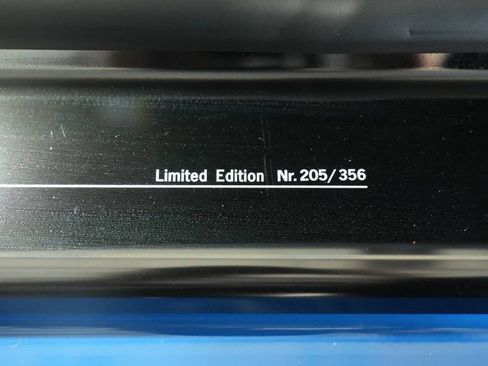 Limited Edition Nr. 205/356